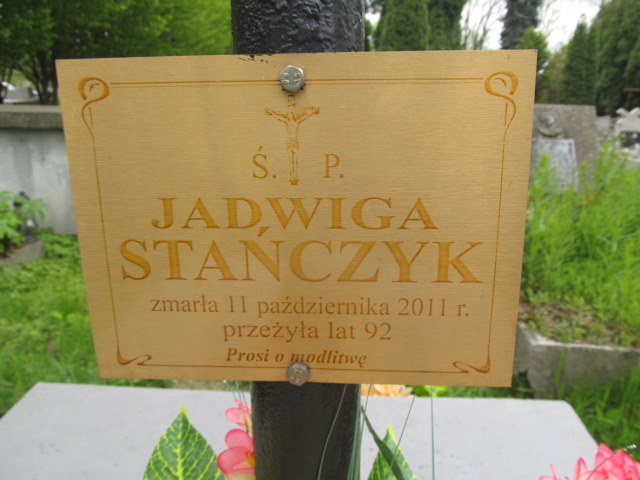 Ś. P.
JADWIGA
STAŃCZYK
zmarła 11 października 2011 r.
przeżyła lat 92
Prosi o modlitwę